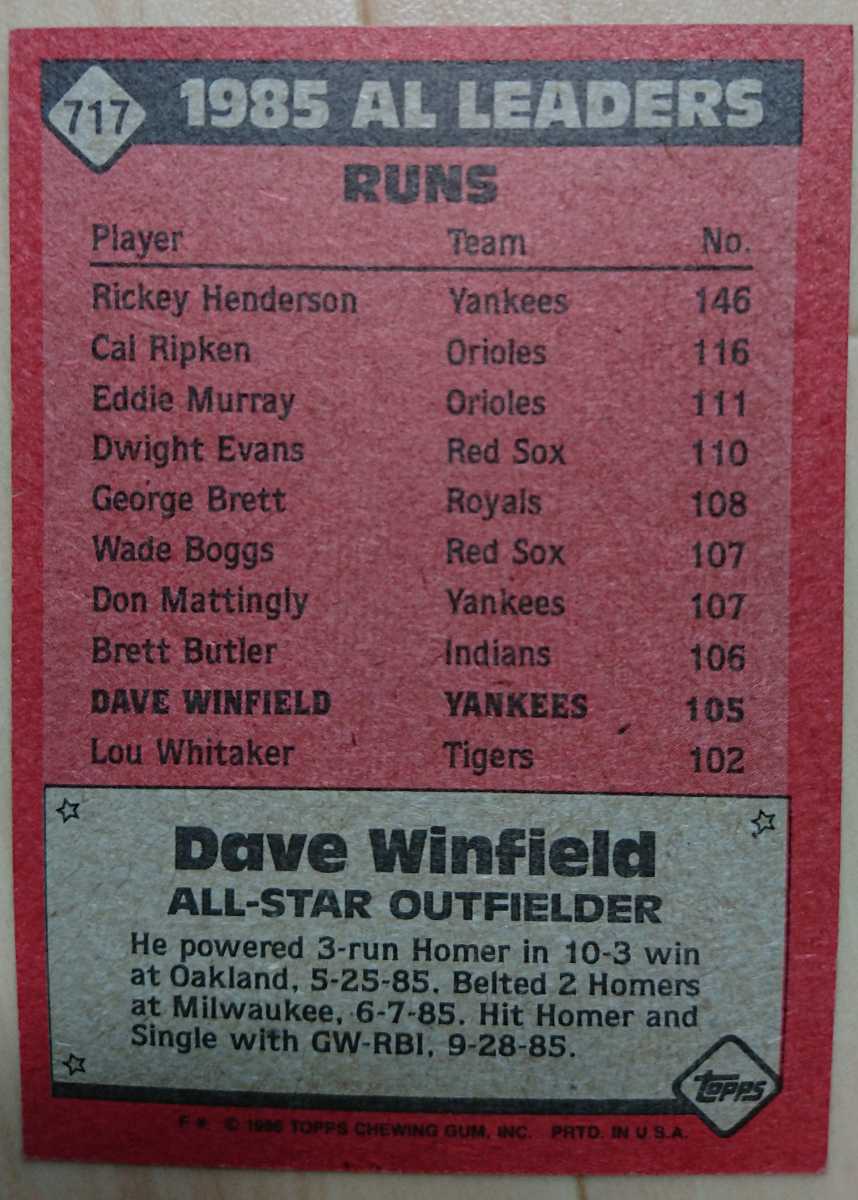 717 1985 AL LEADERS
RUNS
Player Team No.
Rickey Henderson Yankees 146
Cal Ripken Orioles 116
Eddie Murray Orioles 111
Dwight Evans Red Sox 110
George Brett Royals 108
Wade Boggs Red Sox 107
Don Mattingly Yankees 107
Brett Butler Indians 106
DAVE WINFIELD YANKEES 105
Lou Whitaker Tigers 102
Dave Winfield
ALL-STAR OUTFIELDER
He powered 3-run Homer in 10-3 win
at Oakland, 5-25-85. Belted 2 Homers
at Milwaukee, 6-7-85. Hit Homer and
Single with GW-RBI, 9-28-85.
TOPPS
F * © 1986 TOPPS CHEWING GUM, INC. PRTD. IN U.S.A.